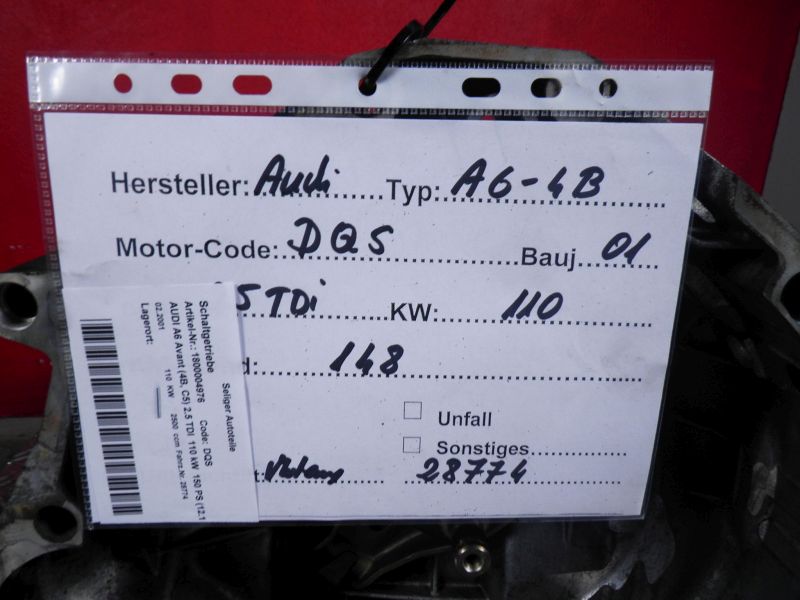 Hersteller: Audi Typ: A6-4B
Motor-Code: DQS Bauj. 01
5 TDi KW: 110
d: 148
Unfall
Sonstiges
28774
Seliger Autoteile
Schaltgetriebe
Artikel-Nr.: 1800004976 Code: DQS
AUDI A6 Avant (4B, C5) 2.5 TDI 110 kW 150 PS (12.1
02.2001 110 KW 2500 ccm Fahrz.Nr. 28774
Lagerort: